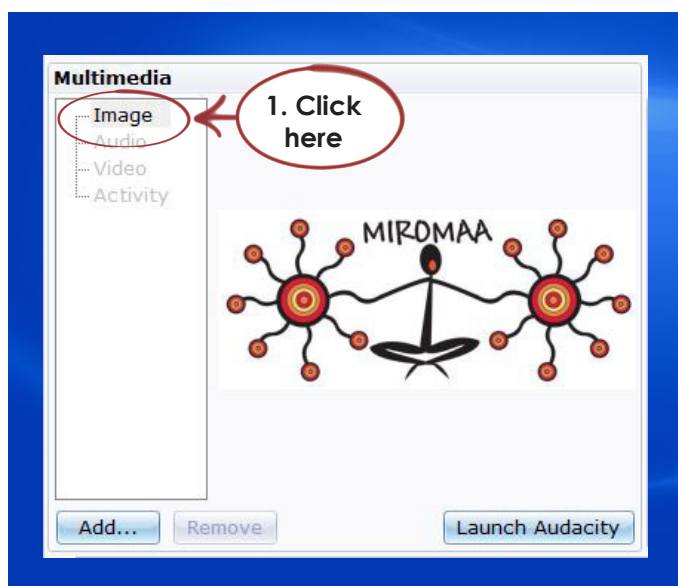 Multimedia
Image
1. Click
here
Audio
Video
Activity
MIROMAA
Add...
Remove
Launch Audacity